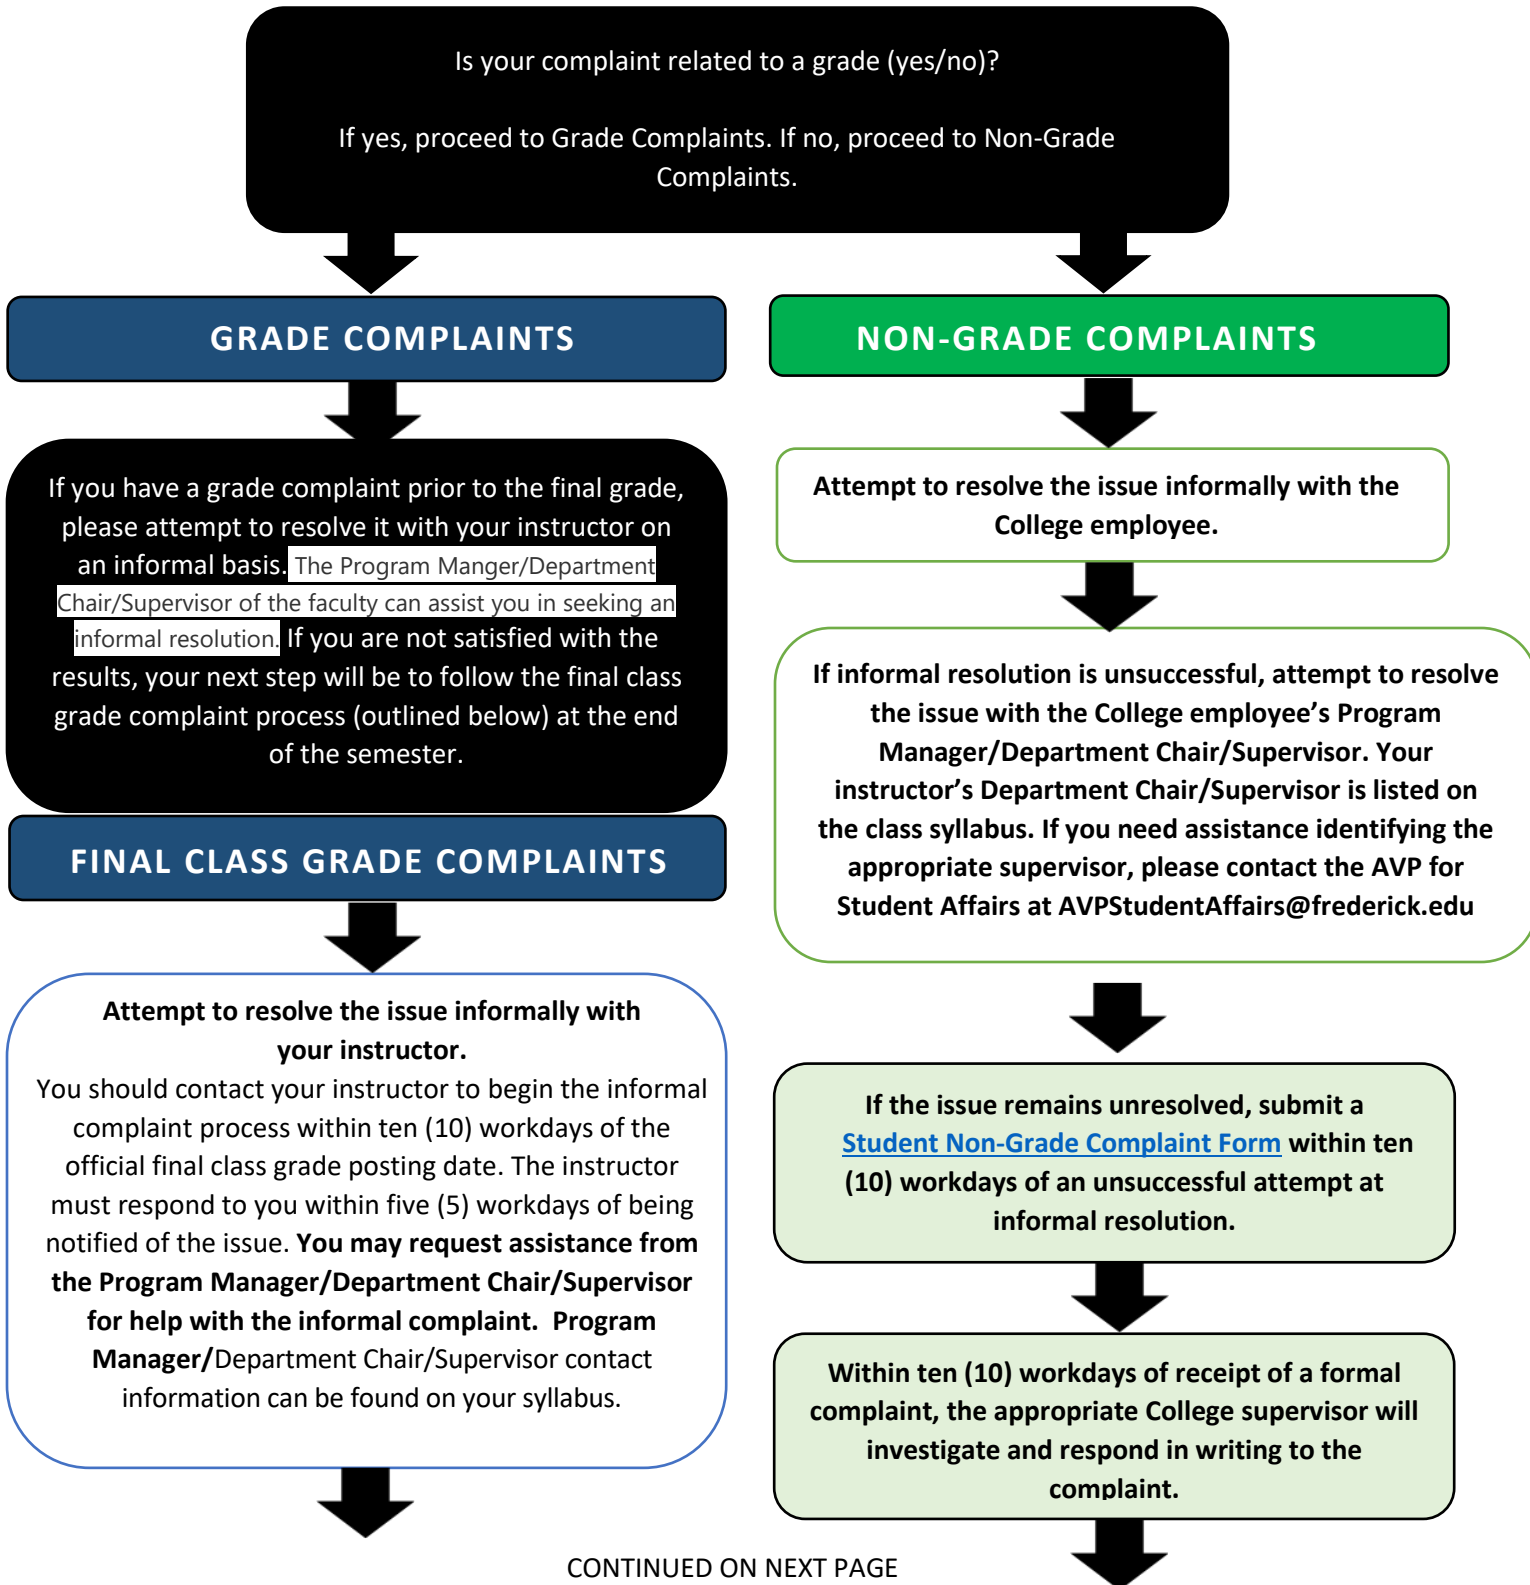 Is your complaint related to a grade (yes/no)?
If yes, proceed to Grade Complaints. If no, proceed to Non-Grade
Complaints.
GRADE COMPLAINTS
If you have a grade complaint prior to the final grade,
please attempt to resolve it with your instructor on
an informal basis. The Program Manger/Department
Chair/Supervisor of the faculty can assist you in seeking an
informal resolution. If you are not satisfied with the
results, your next step will be to follow the final class
grade complaint process (outlined below) at the end
of the semester.
FINAL CLASS GRADE COMPLAINTS
Attempt to resolve the issue informally with
your instructor.
You should contact your instructor to begin the informal
complaint process within ten (10) workdays of the
official final class grade posting date. The instructor
must respond to you within five (5) workdays of being
notified of the issue. You may request assistance from
the Program Manager/Department Chair/Supervisor
for help with the informal complaint.  Program
Manager/Department Chair/Supervisor contact
information can be found on your syllabus.
NON-GRADE COMPLAINTS
Attempt to resolve the issue informally with the
College employee.
If informal resolution is unsuccessful, attempt to resolve
the issue with the College employee’s Program
Manager/Department Chair/Supervisor. Your
instructor’s Department Chair/Supervisor is listed on
the class syllabus. If you need assistance identifying the
appropriate supervisor, please contact the AVP for
Student Affairs at AVPStudentAffairs@frederick.edu
If the issue remains unresolved, submit a
Student Non-Grade Complaint Form within ten
(10) workdays of an unsuccessful attempt at
informal resolution.
Within ten (10) workdays of receipt of a formal
complaint, the appropriate College supervisor will
investigate and respond in writing to the
complaint.
CONTINUED ON NEXT PAGE